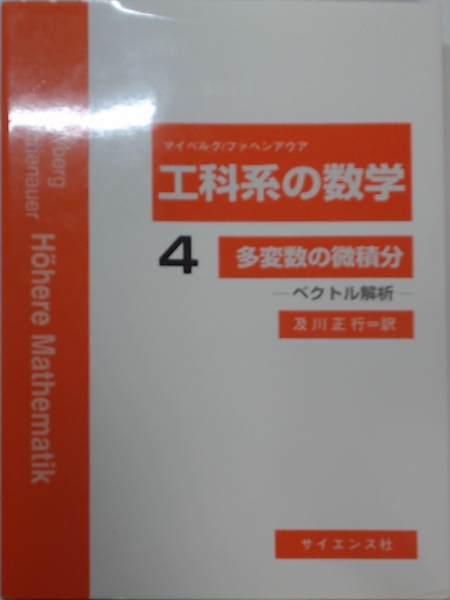 マイベルク/ファヘンアウア
工科系の数学
4
多変数の微積分
―ベクトル解析―
及川正行＝訳
サイエンス社
Höhere Mathematik